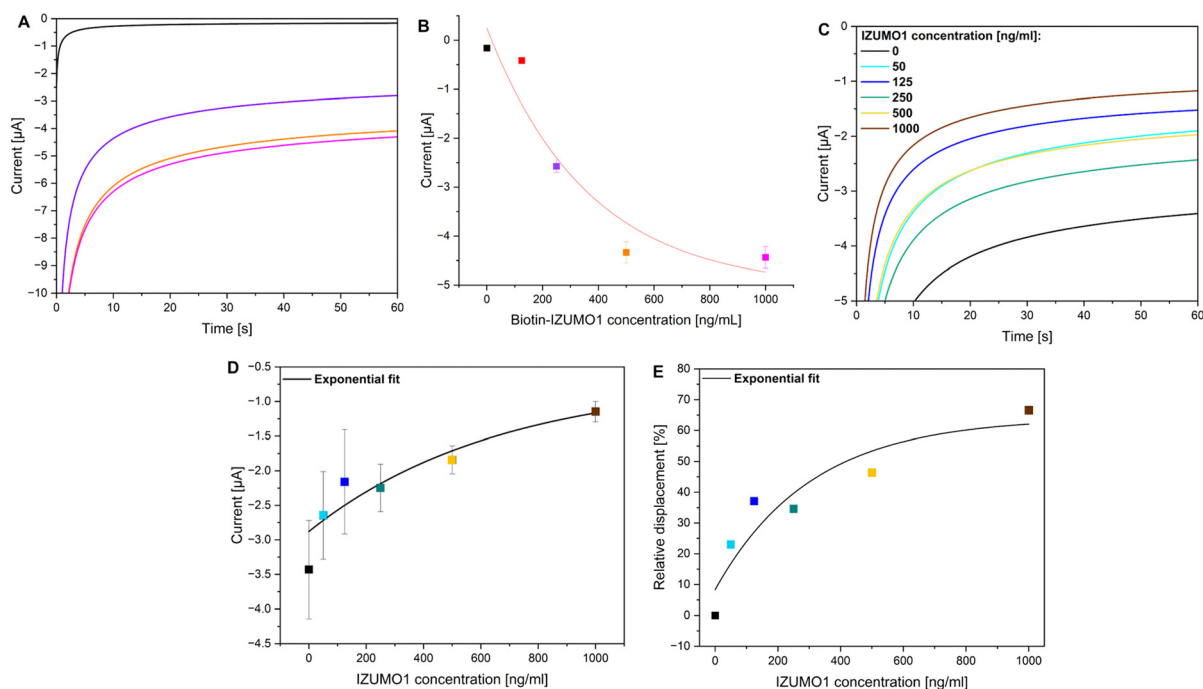 A
0
−1
−2
−3
−4
−5
−6
−7
−8
−9
−10
Current [µA]
0 10 20 30 40 50 60
Time [s]
B
0
−1
−2
−3
−4
−5
Current [µA]
0 200 400 600 800 1000
Biotin-IZUMO1 concentration [ng/mL]
C
IZUMO1 concentration [ng/ml]:
0
50
125
250
500
1000
0
−1
−2
−3
−4
−5
Current [µA]
0 10 20 30 40 50 60
Time [s]
D
Exponential fit
−0.5
−1.0
−1.5
−2.0
−2.5
−3.0
−3.5
−4.0
−4.5
Current [µA]
0 200 400 600 800 1000
IZUMO1 concentration [ng/ml]
E
Exponential fit
80
70
60
50
40
30
20
10
0
−10
Relative displacement [%]
0 200 400 600 800 1000
IZUMO1 concentration [ng/ml]